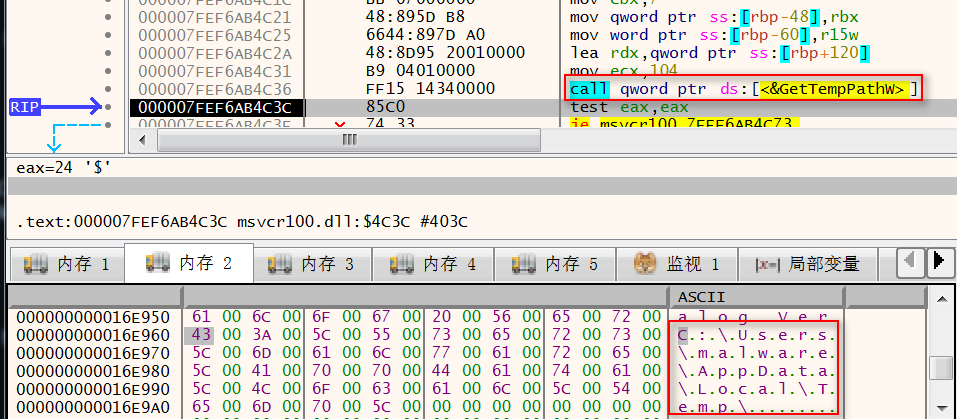 000007FEF6AB4C1C BB 07000000 mov ebx,7
000007FEF6AB4C21 48:895D B8 mov qword ptr ss:[rbp-48],rbx
000007FEF6AB4C25 6644:897D A0 mov word ptr ss:[rbp-60],r15w
000007FEF6AB4C2A 48:8D95 20010000 lea rdx,qword ptr ss:[rbp+120]
000007FEF6AB4C31 B9 04010000 mov ecx,104
000007FEF6AB4C36 FF15 14340000 call qword ptr ds:[<&GetTempPathW>]
RIP 000007FEF6AB4C3C 85C0 test eax,eax
000007FEF6AB4C3E 74 33 je msvcr100.7FEF6AB4C73
eax=24 '$'
.text:000007FEF6AB4C3C msvcr100.dll:$4C3C #403C
内存 1 内存 2 内存 3 内存 4 内存 5 监视 1 [x=] 局部变量
ASCII
000000000016E950 61 00 6C 00 6F 00 67 00 20 00 56 00 65 00 72 00 a.l.o.g. .V.e.r.
000000000016E960 43 00 3A 00 5C 00 55 00 73 00 65 00 72 00 73 00 C.:.\.U.s.e.r.s.
000000000016E970 5C 00 6D 00 61 00 6C 00 77 00 61 00 72 00 65 00 \.m.a.l.w.a.r.e.
000000000016E980 5C 00 41 00 70 00 70 00 44 00 61 00 74 00 61 00 \.A.p.p.D.a.t.a.
000000000016E990 5C 00 4C 00 6F 00 63 00 61 00 6C 00 5C 00 54 00 \.L.o.c.a.l.\.T.
000000000016E9A0 65 00 6D 00 70 00 5C 00 00 00 00 00 00 00 00 00 e.m.p.\.........